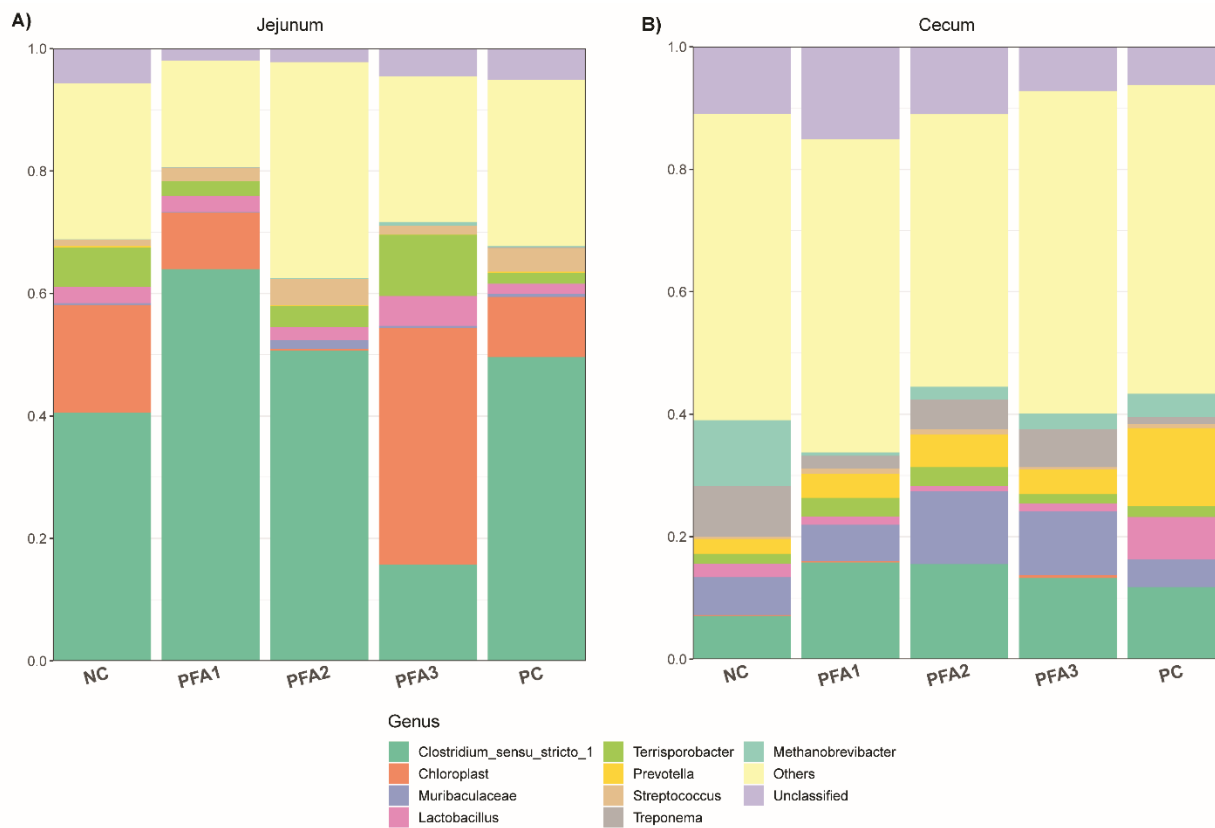 A)
Jejunum
1.0
0.8
0.6
0.4
0.2
0.0
NC PFA1 PFA2 PFA3 PC
B)
Cecum
1.0
0.8
0.6
0.4
0.2
0.0
NC PFA1 PFA2 PFA3 PC
Genus
Clostridium_sensu_stricto_1
Chloroplast
Muribaculaceae
Lactobacillus
Terrisporobacter
Prevotella
Streptococcus
Treponema
Methanobrevibacter
Others
Unclassified